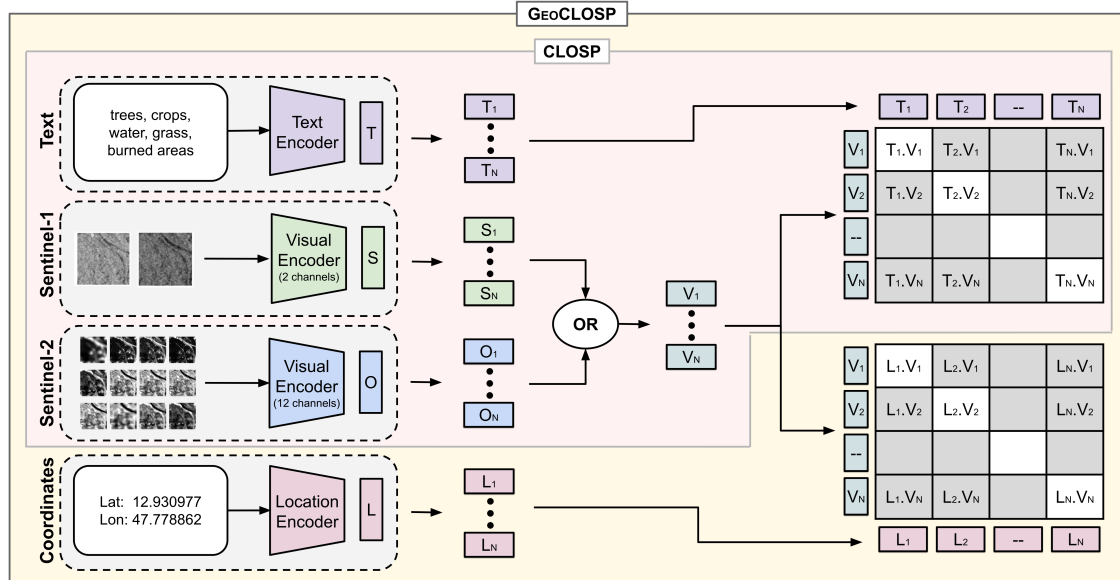 GEOCLOSP
CLOSP
Text
trees, crops,
water, grass,
burned areas
Text
Encoder
T
T1
TN
Sentinel-1
Visual
Encoder
(2 channels)
S
S1
SN
Sentinel-2
Visual
Encoder
(12 channels)
O
O1
ON
OR
V1
VN
Coordinates
Lat: 12.930977
Lon: 47.778862
Location
Encoder
L
L1
LN
T1 T2 -- TN
V1 T1.V1 T2.V1 TN.V1
V2 T1.V2 T2.V2 TN.V2
--
VN T1.VN T2.VN TN.VN
V1 L1.V1 L2.V1 LN.V1
V2 L1.V2 L2.V2 LN.V2
--
VN L1.VN L2.VN LN.VN
L1 L2 -- LN